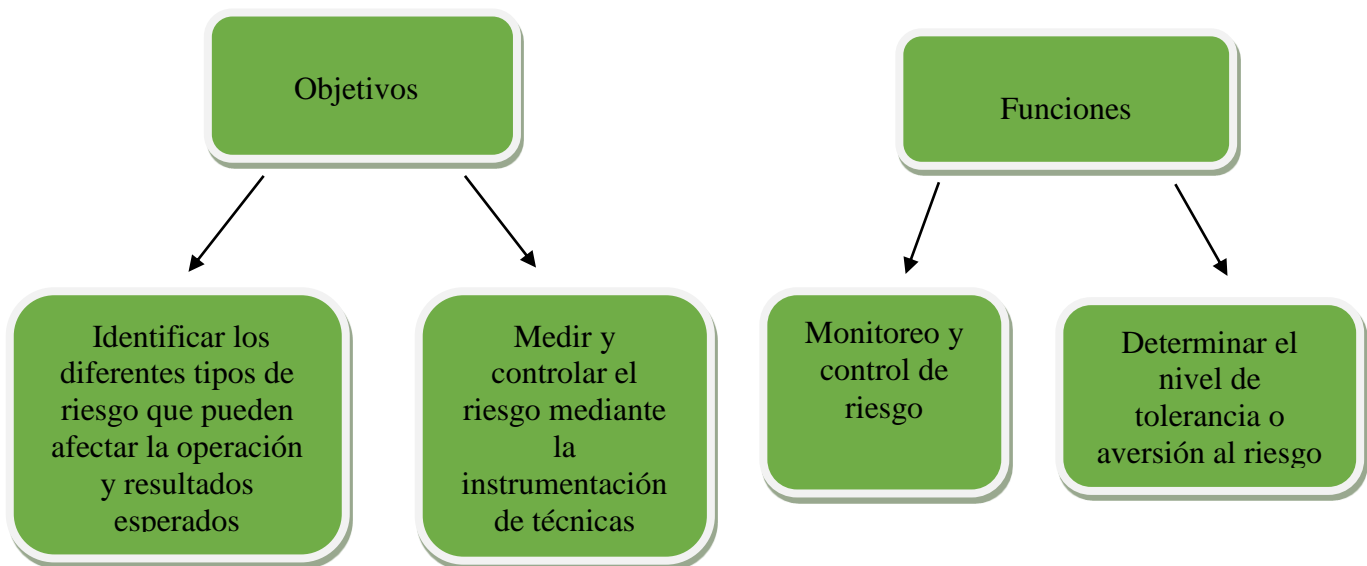 Objetivos
Funciones
Identificar los
diferentes tipos de
riesgo que pueden
afectar la operación
y resultados
esperados
Medir y
controlar el
riesgo mediante
la
instrumentación
de técnicas
Monitoreo y
control de
riesgo
Determinar el
nivel de
tolerancia o
aversión al riesgo